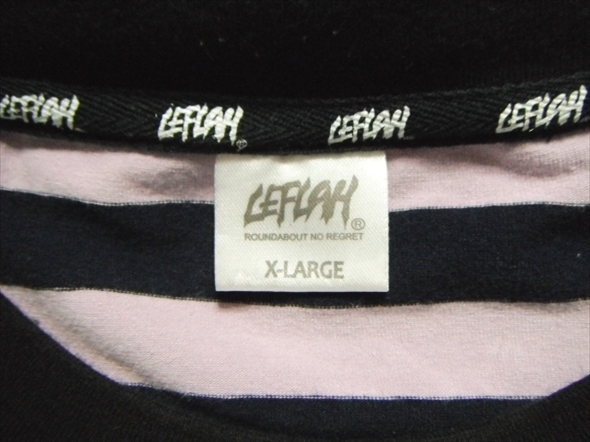 LEFLAH LEFLAH® LEFLAH LEFLAH
LEFLAH®
ROUNDABOUT NO REGRET
X-LARGE